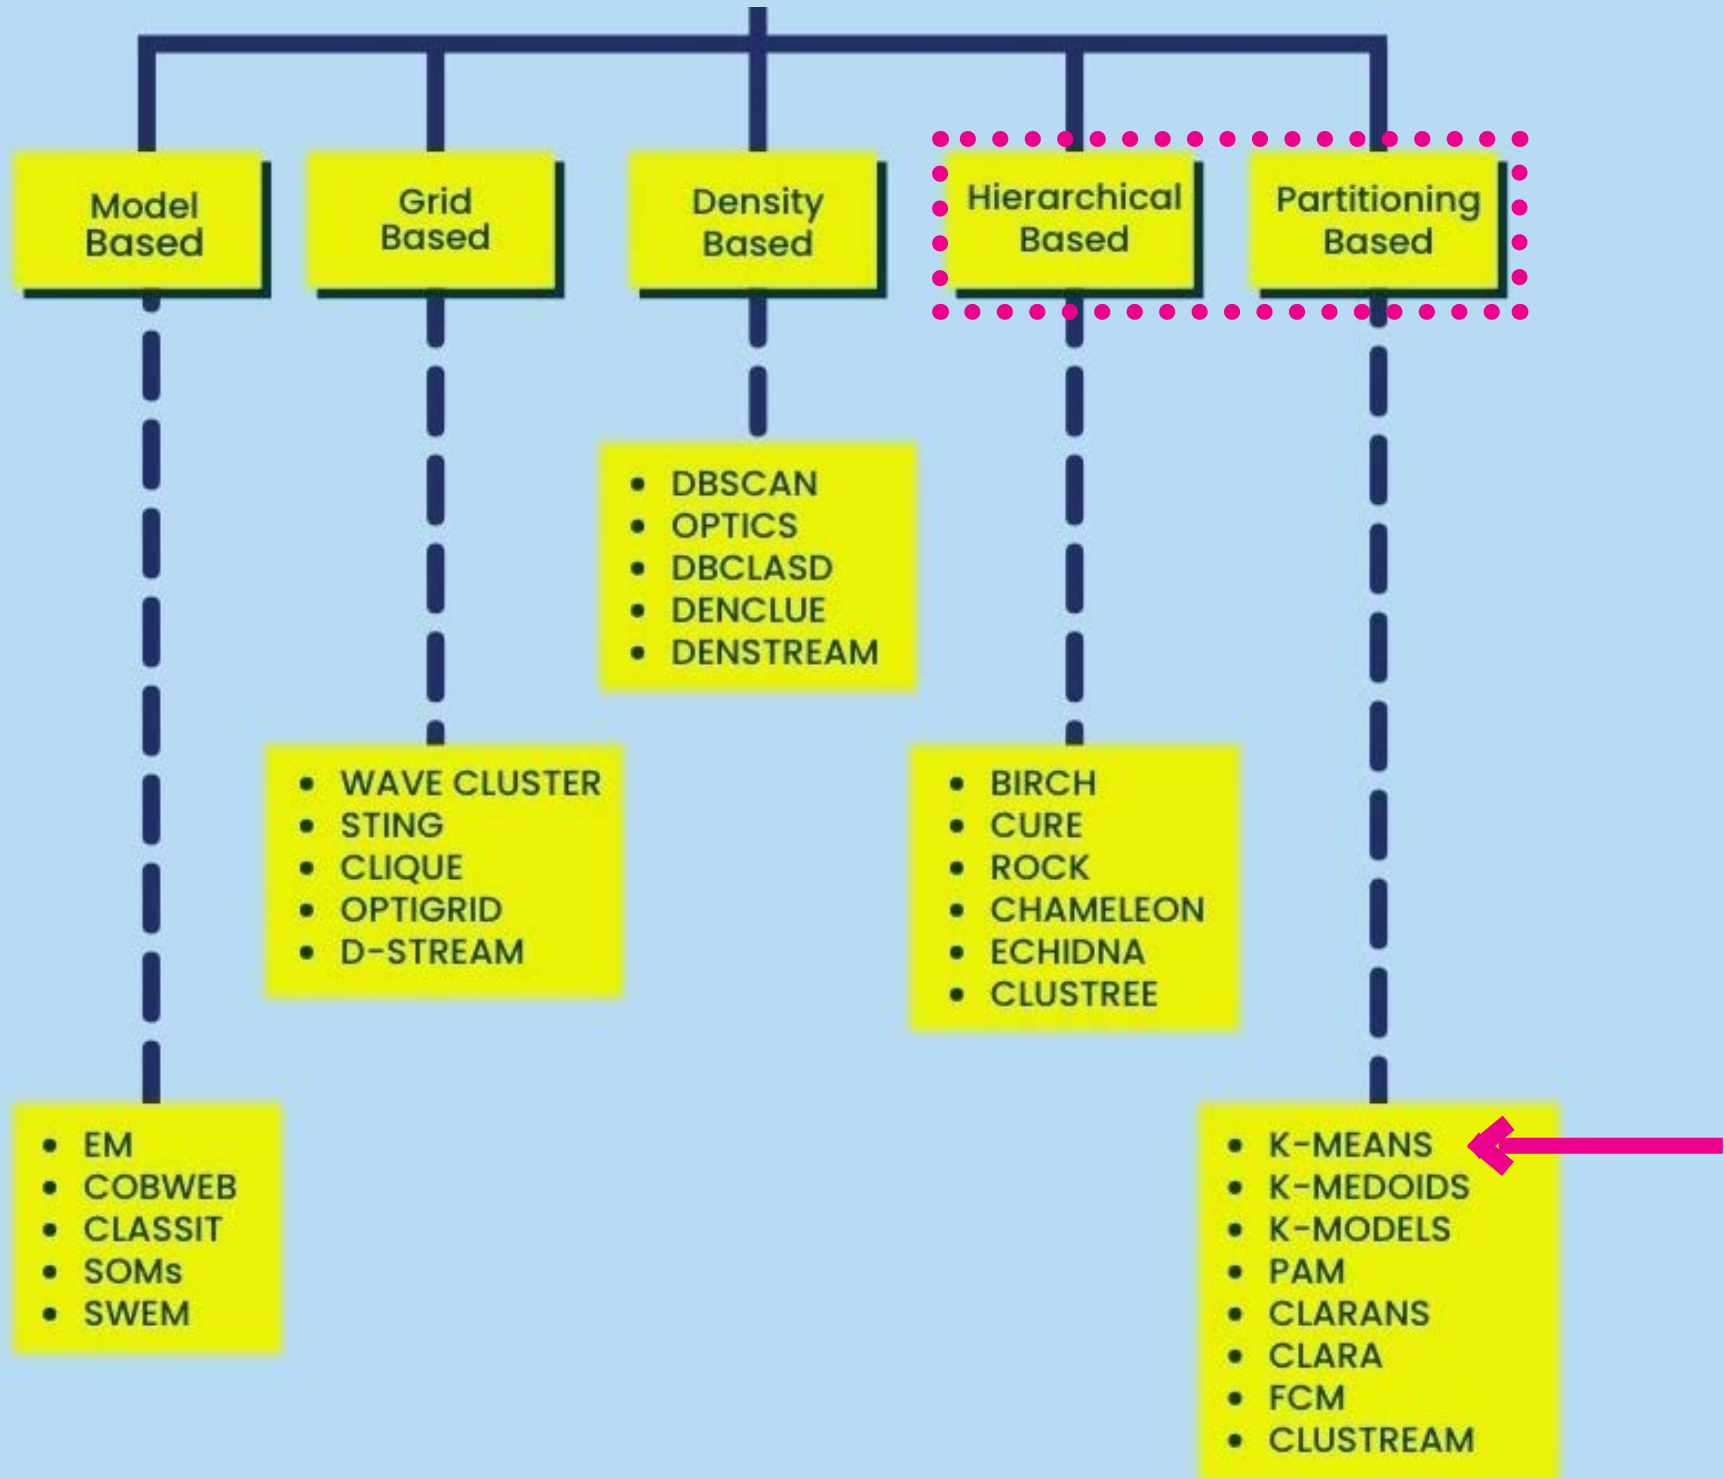 Model
Based
Grid
Based
Density
Based
Hierarchical
Based
Partitioning
Based
• DBSCAN
• OPTICS
• DBCLASD
• DENCLUE
• DENSTREAM
• WAVE CLUSTER
• STING
• CLIQUE
• OPTIGRID
• D-STREAM
• BIRCH
• CURE
• ROCK
• CHAMELEON
• ECHIDNA
• CLUSTREE
• EM
• COBWEB
• CLASSIT
• SOMs
• SWEM
• K-MEANS
• K-MEDOIDS
• K-MODELS
• PAM
• CLARANS
• CLARA
• FCM
• CLUSTREAM